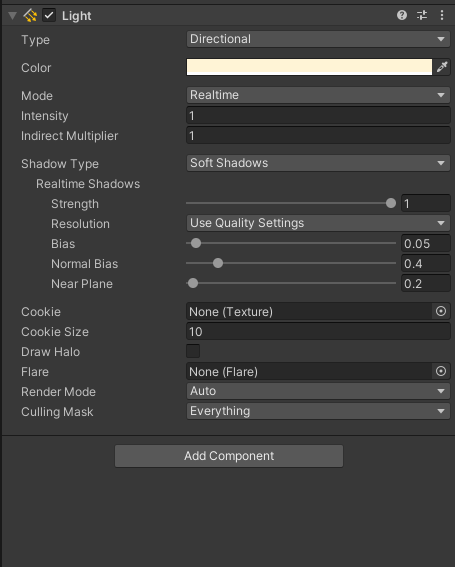 Light
Type Directional
Color
Mode Realtime
Intensity 1
Indirect Multiplier 1
Shadow Type Soft Shadows
Realtime Shadows
Strength 1
Resolution Use Quality Settings
Bias 0.05
Normal Bias 0.4
Near Plane 0.2
Cookie None (Texture)
Cookie Size 10
Draw Halo
Flare None (Flare)
Render Mode Auto
Culling Mask Everything
Add Component